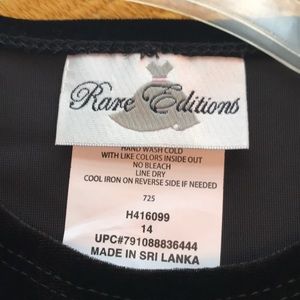 Rare Editions
HAND WASH COLD
WITH LIKE COLORS INSIDE OUT
NO BLEACH
LINE DRY
COOL IRON ON REVERSE SIDE IF NEEDED
725
H416099
14
UPC#791088836444
MADE IN SRI LANKA